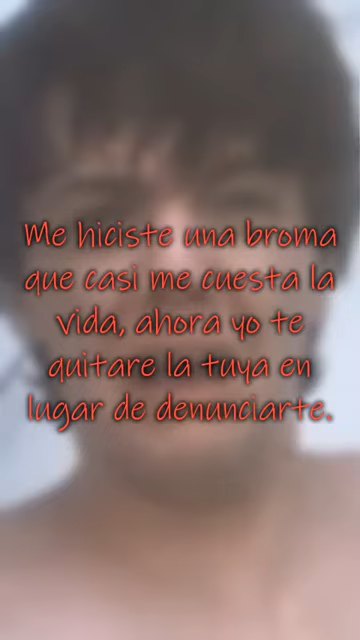 Me hiciste una broma
que casi me cuesta la
vida, ahora yo te
quitare la tuya en
lugar de denunciarte.